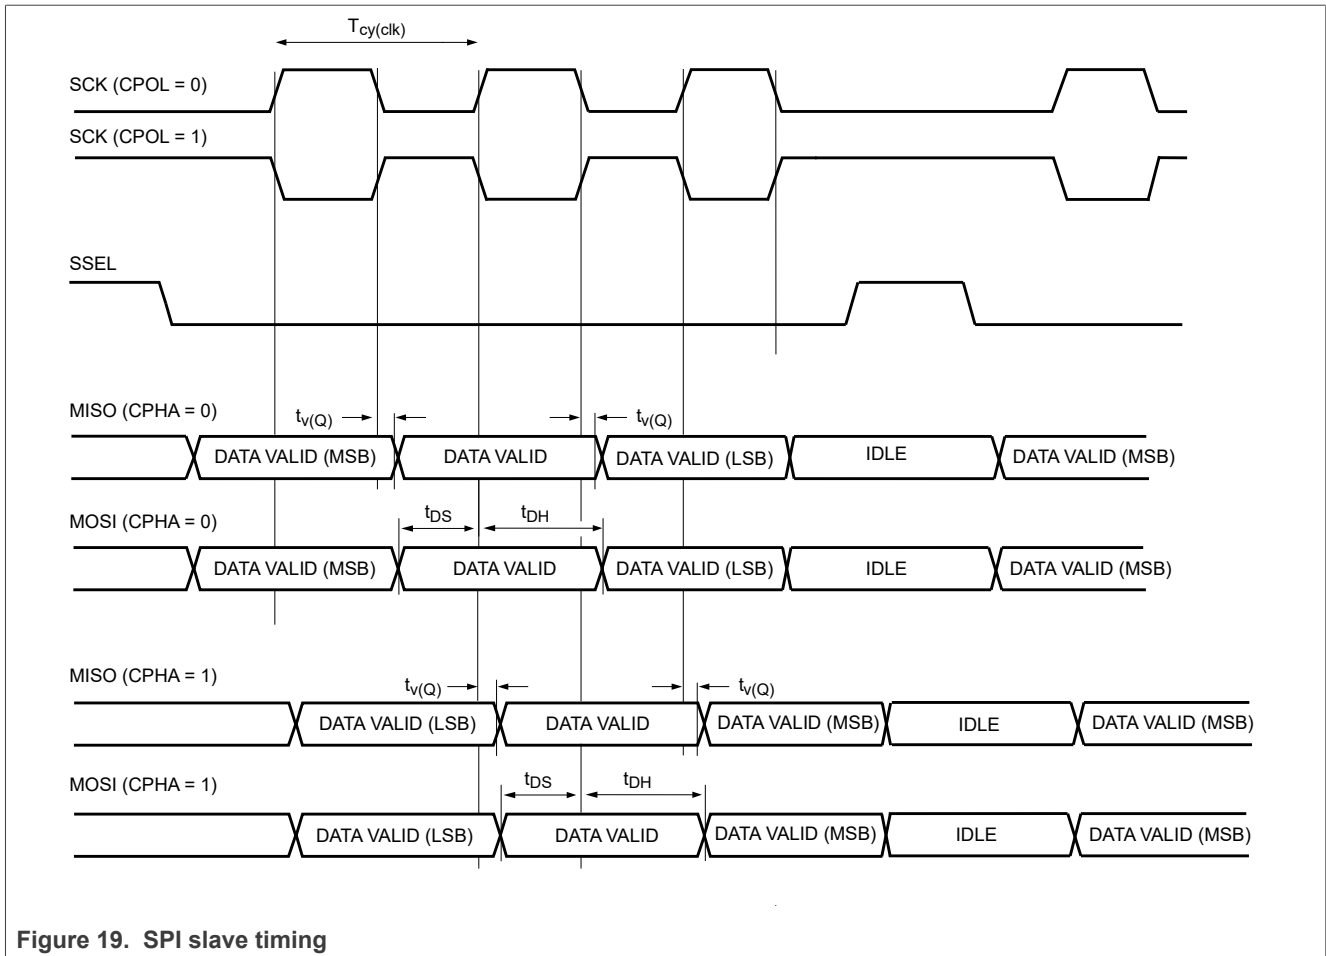 Tcy(clk)
SCK (CPOL = 0)
SCK (CPOL = 1)
SSEL
MISO (CPHA = 0)
tv(Q) tv(Q)
DATA VALID (MSB) DATA VALID DATA VALID (LSB) IDLE DATA VALID (MSB)
MOSI (CPHA = 0)
tDS tDH
DATA VALID (MSB) DATA VALID DATA VALID (LSB) IDLE DATA VALID (MSB)
MISO (CPHA = 1)
tv(Q) tv(Q)
DATA VALID (LSB) DATA VALID DATA VALID (MSB) IDLE DATA VALID (MSB)
MOSI (CPHA = 1)
tDS tDH
DATA VALID (LSB) DATA VALID DATA VALID (MSB) IDLE DATA VALID (MSB)
Figure 19. SPI slave timing